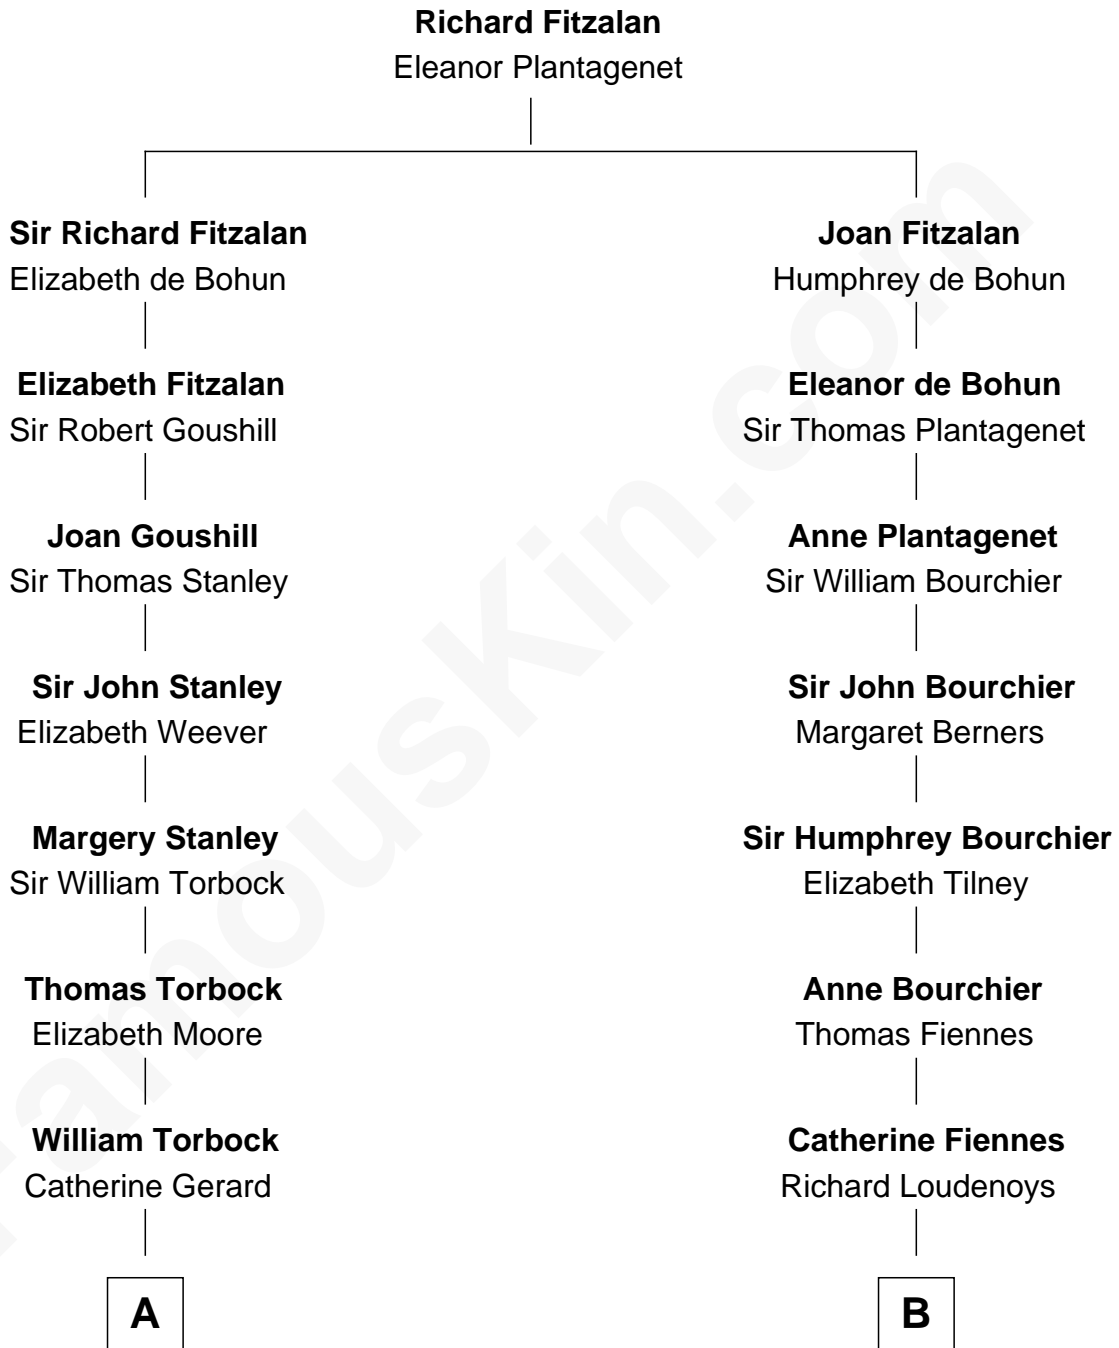 Richard Fitzalan
Eleanor Plantagenet
Sir Richard Fitzalan
Elizabeth de Bohun
Elizabeth Fitzalan
Sir Robert Goushill
Joan Goushill
Sir Thomas Stanley
Sir John Stanley
Elizabeth Weever
Margery Stanley
Sir William Torbock
Thomas Torbock
Elizabeth Moore
William Torbock
Catherine Gerard
A
Joan Fitzalan
Humphrey de Bohun
Eleanor de Bohun
Sir Thomas Plantagenet
Anne Plantagenet
Sir William Bourchier
Sir John Bourchier
Margaret Berners
Sir Humphrey Bourchier
Elizabeth Tilney
Anne Bourchier
Thomas Fiennes
Catherine Fiennes
Richard Loudenoys
B
FamousKin.com